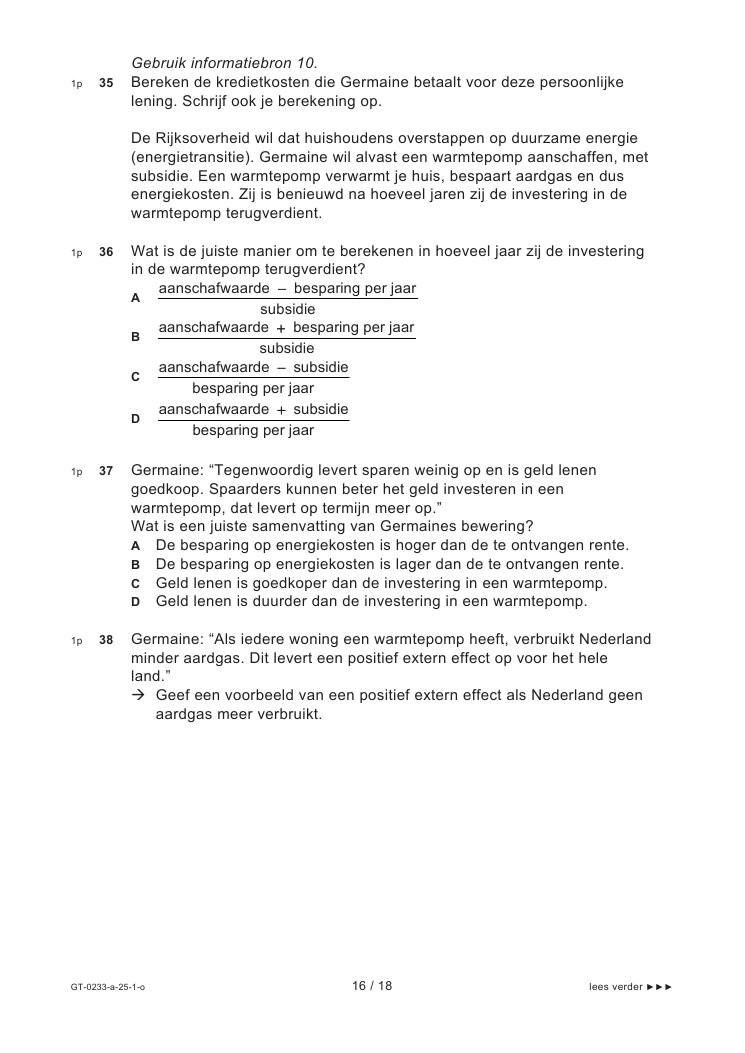 Gebruik informatiebron 10.
1p 35 Bereken de kredietkosten die Germaine betaalt voor deze persoonlijke
lening. Schrijf ook je berekening op.
De Rijksoverheid wil dat huishoudens overstappen op duurzame energie
(energietransitie). Germaine wil alvast een warmtepomp aanschaffen, met
subsidie. Een warmtepomp verwarmt je huis, bespaart aardgas en dus
energiekosten. Zij is benieuwd na hoeveel jaren zij de investering in de
warmtepomp terugverdient.
1p 36 Wat is de juiste manier om te berekenen in hoeveel jaar zij de investering
in de warmtepomp terugverdient?
A aanschafwaarde − besparing per jaar
subsidie
B aanschafwaarde + besparing per jaar
subsidie
C aanschafwaarde − subsidie
besparing per jaar
D aanschafwaarde + subsidie
besparing per jaar
1p 37 Germaine: “Tegenwoordig levert sparen weinig op en is geld lenen
goedkoop. Spaarders kunnen beter het geld investeren in een
warmtepomp, dat levert op termijn meer op.”
Wat is een juiste samenvatting van Germaines bewering?
A De besparing op energiekosten is hoger dan de te ontvangen rente.
B De besparing op energiekosten is lager dan de te ontvangen rente.
C Geld lenen is goedkoper dan de investering in een warmtepomp.
D Geld lenen is duurder dan de investering in een warmtepomp.
1p 38 Germaine: “Als iedere woning een warmtepomp heeft, verbruikt Nederland
minder aardgas. Dit levert een positief extern effect op voor het hele
land.”
→ Geef een voorbeeld van een positief extern effect als Nederland geen
aardgas meer verbruikt.
GT-0233-a-25-1-o 16 / 18 lees verder ►►►